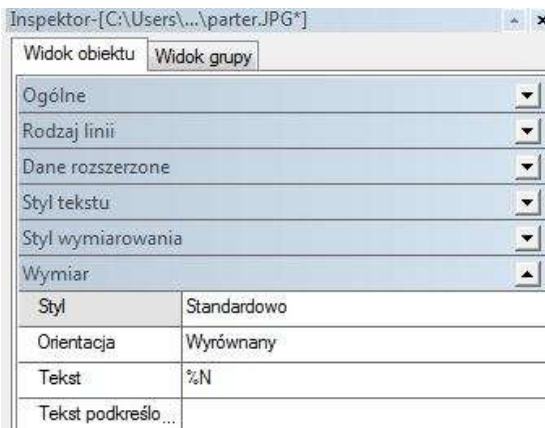 Inspektor-[C:\Users\...\parter.JPG*]
Widok obiektu Widok grupy
Ogólne
Rodzaj linii
Dane rozszerzone
Styl tekstu
Styl wymiarowania
Wymiar
Styl Standardowo
Orientacja Wyrównany
Tekst %N
Tekst podkreślo...